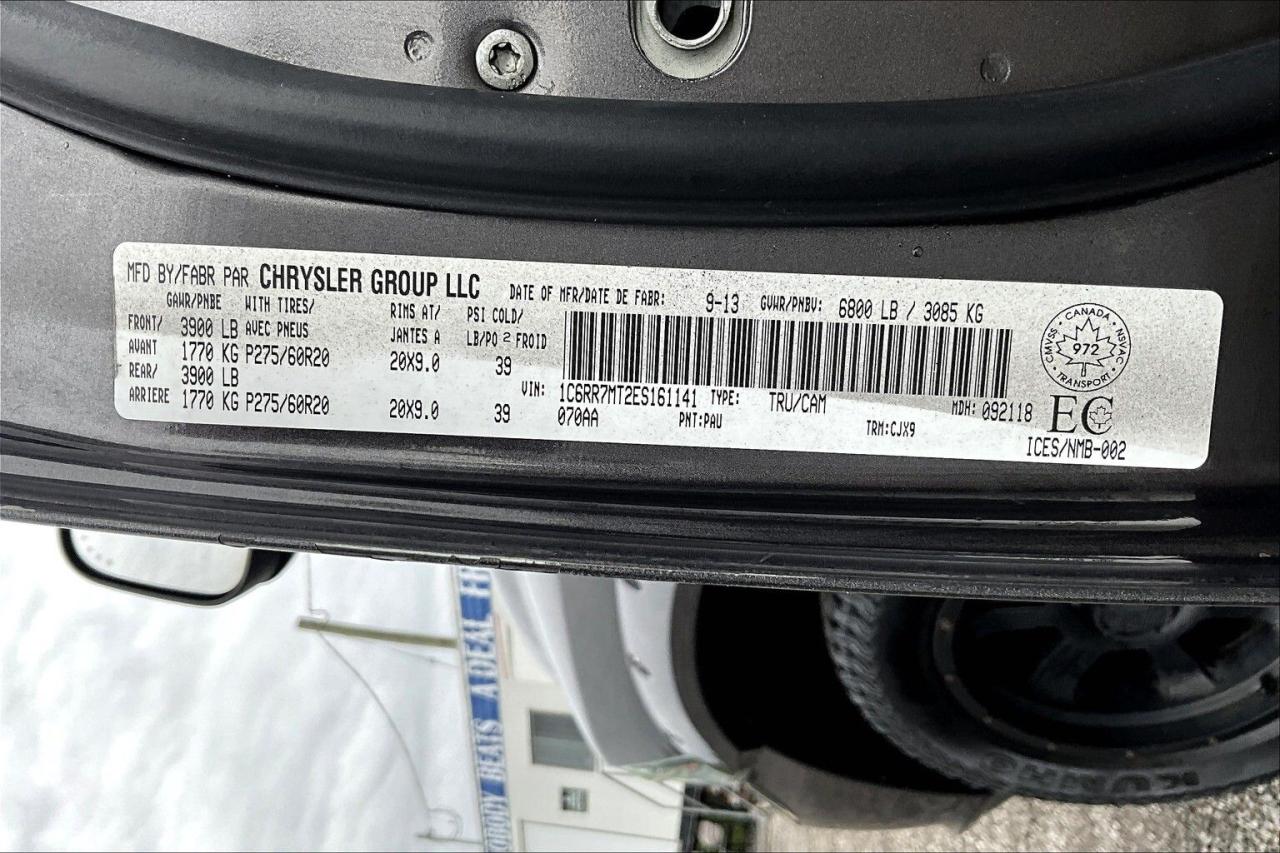 MFD BY/FABR PAR CHRYSLER GROUP LLC DATE OF MFR/DATE DE FABR: 9-13 GVWR/PNBV: 6800 LB / 3085 KG
GAWR/PNBE WITH TIRES/ RIMS AT/ PSI COLD/
FRONT/ 3900 LB AVEC PNEUS JANTES A LB/PO 2 FROID
AVANT 1770 KG P275/60R20 20X9.0 39
REAR/ 3900 LB
ARRIERE 1770 KG P275/60R20 20X9.0 39
VIN: 1C6RR7MT2ES161141 TYPE: TRU/CAM MDH: 092118
070AA PNT:PAU TRM:CJX9
CANADA
CMVSS 972 NSVAC
TRANSPORT
EC
ICES/NMB-002
OBODY BEATS A DEAL
KUMHO